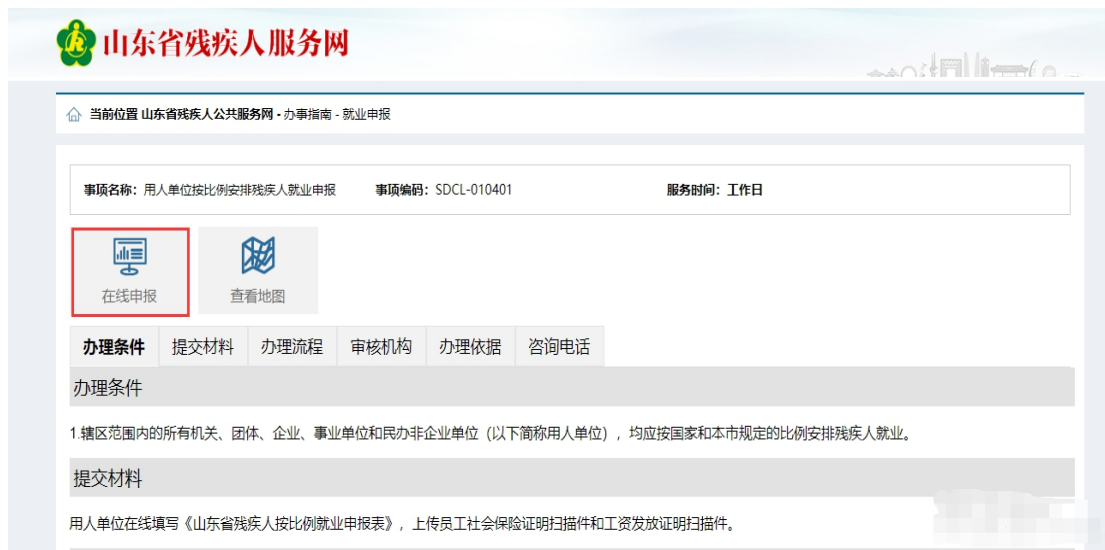 山东省残疾人服务网
当前位置 山东省残疾人公共服务网 - 办事指南 - 就业申报
事项名称：用人单位按比例安排残疾人就业申报 事项编码：SDCL-010401 服务时间：工作日
在线申报 查看地图
办理条件 提交材料 办理流程 审核机构 办理依据 咨询电话
办理条件
1.辖区范围内的所有机关、团体、企业、事业单位和民办非企业单位（以下简称用人单位），均应按国家和本市规定的比例安排残疾人就业。
提交材料
用人单位在线填写《山东省残疾人按比例就业申报表》，上传员工社会保险证明扫描件和工资发放证明扫描件。